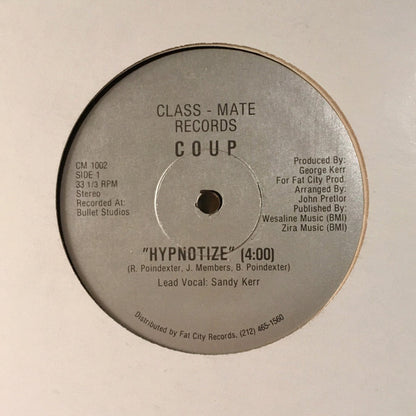 CLASS - MATE
RECORDS
COUP
CM 1002
SIDE 1
33 1/3 RPM
Stereo
Recorded At:
Bullet Studios
Produced By:
George Kerr
For Fat City Prod.
Arranged By:
John Pretlor
Published By:
Wesaline Music (BMI)
Zira Music (BMI)
"HYPNOTIZE" (4:00)
(R. Poindexter, J. Members, B. Poindexter)
Lead Vocal: Sandy Kerr
Distributed by Fat City Records, (212) 465-1560